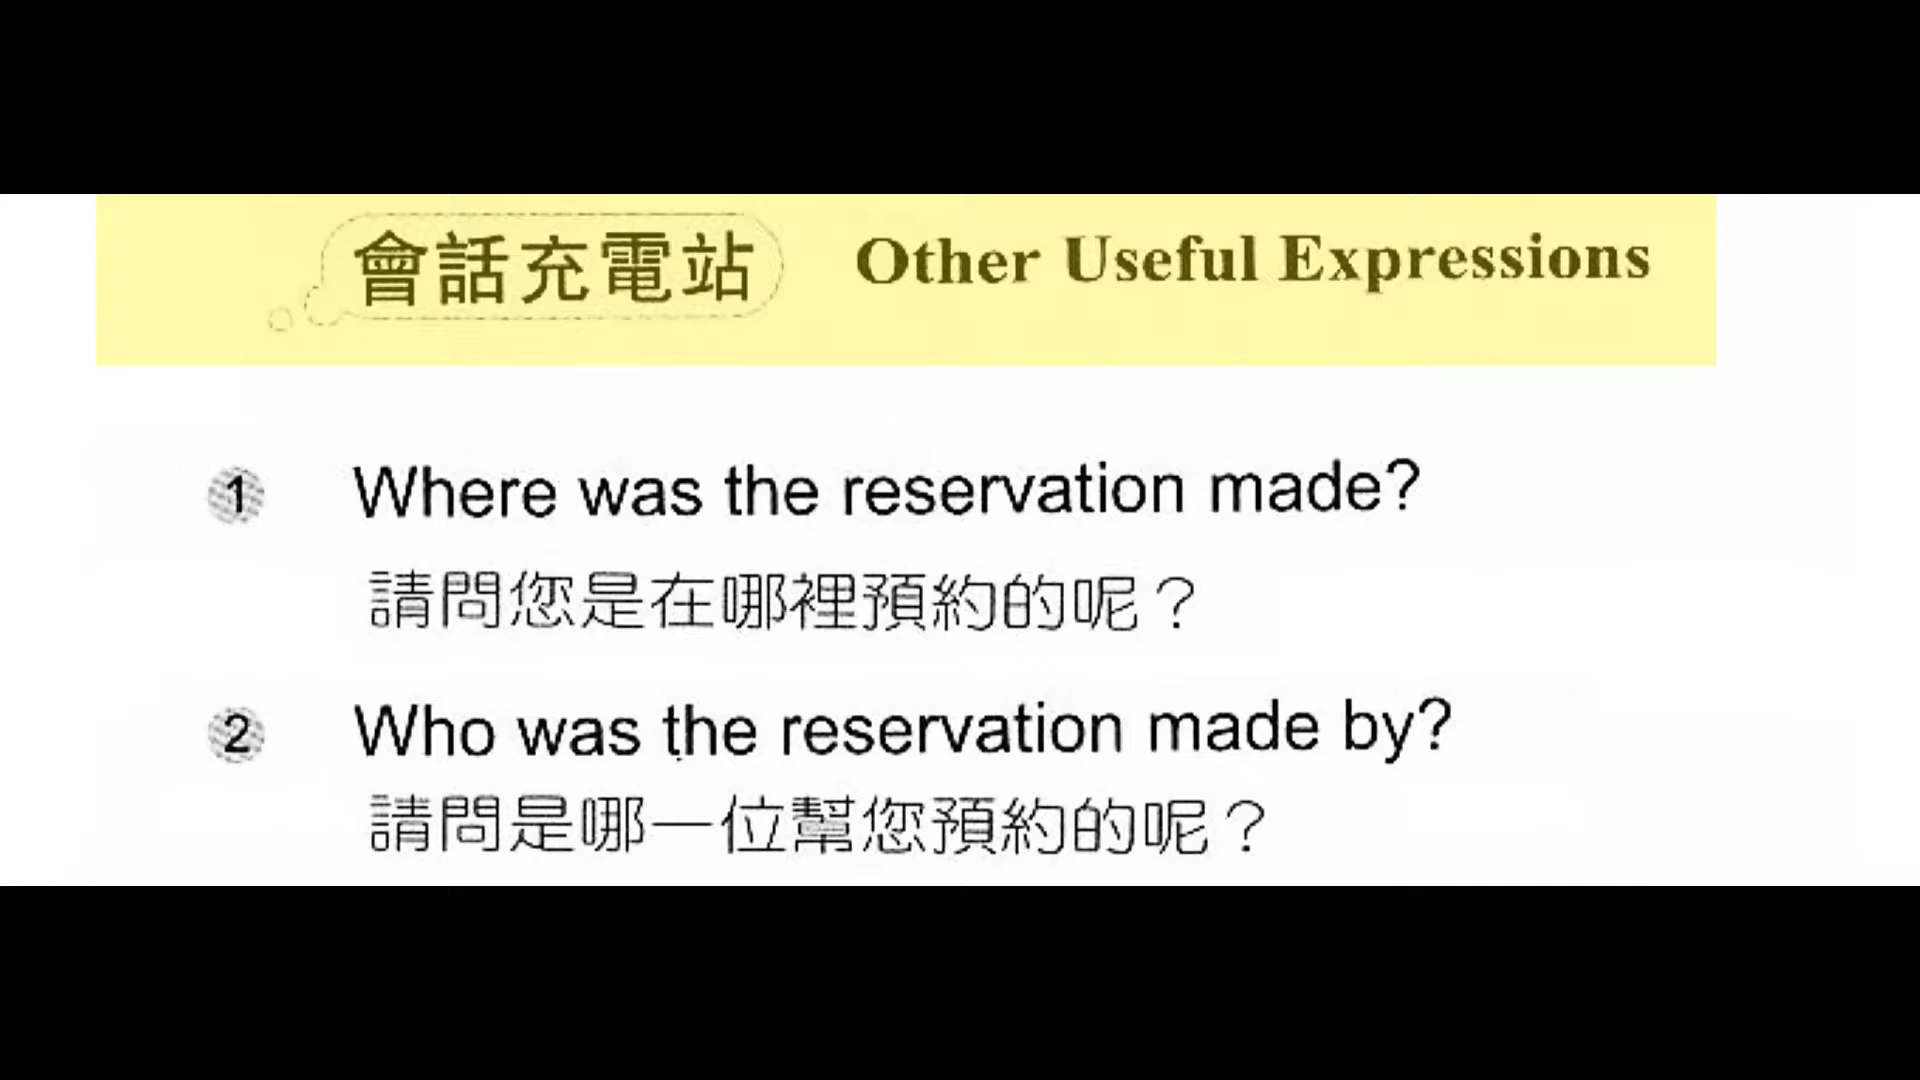 會話充電站 Other Useful Expressions
1 Where was the reservation made?
請問您是在哪裡預約的呢？
2 Who was the reservation made by?
請問是哪一位幫您預約的呢？